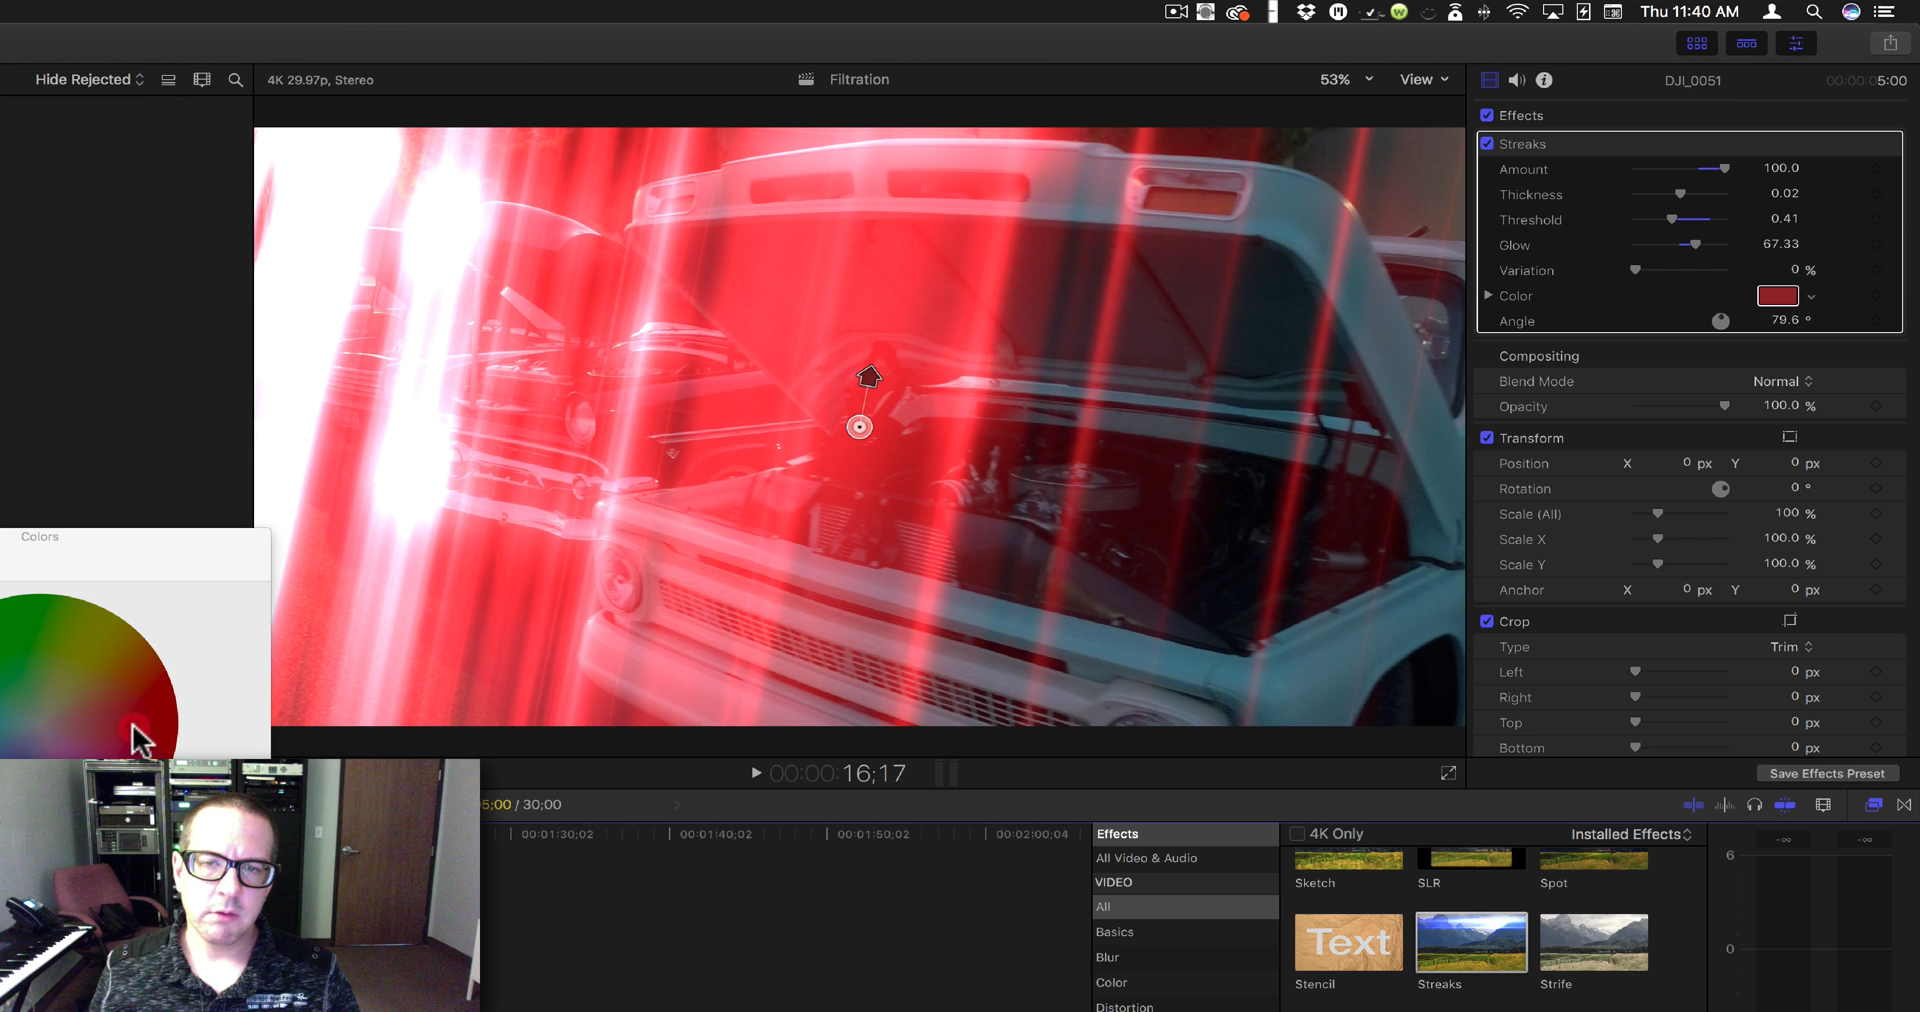 Thu 11:40 AM
Hide Rejected
4K 29.97p, Stereo
Filtration
53%
View
DJI_0051
00:00:05:00
Effects
Streaks
Amount 100.0
Thickness 0.02
Threshold 0.41
Glow 67.33
Variation 0 %
Color
Angle 79.6 °
Compositing
Blend Mode Normal
Opacity 100.0 %
Transform
Position X 0 px Y 0 px
Rotation 0 °
Scale (All) 100 %
Scale X 100.0 %
Scale Y 100.0 %
Anchor X 0 px Y 0 px
Crop
Type Trim
Left 0 px
Right 0 px
Top 0 px
Bottom 0 px
Save Effects Preset
Colors
00:00:16;17
5;00 / 30;00
00:01:30;02
00:01:40;02
00:01:50;02
00:02:00;04
Effects
4K Only
Installed Effects
All Video & Audio
VIDEO
All
Basics
Blur
Color
Distortion
Sketch
SLR
Spot
Text
Stencil
Streaks
Strife
-∞
-∞
6
0